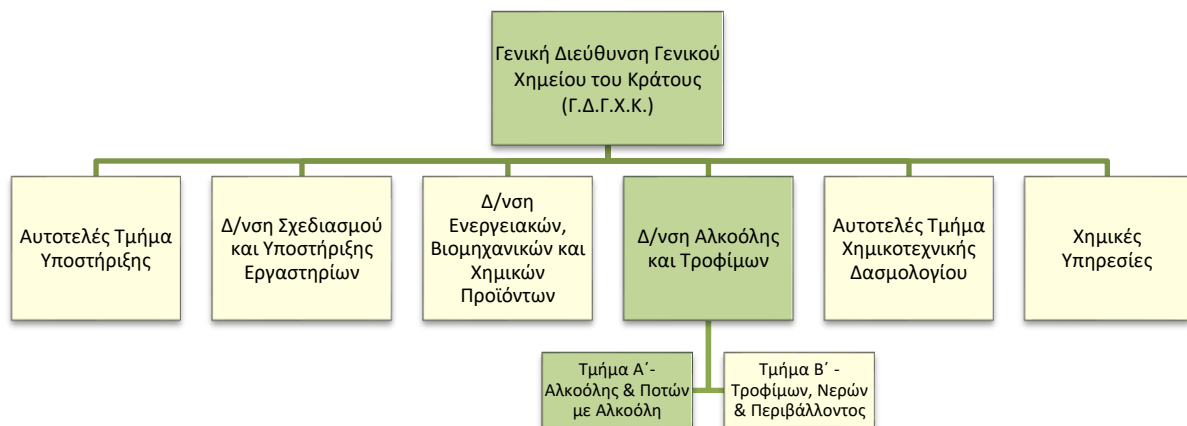 Γενική Διεύθυνση Γενικού
Χημείου του Κράτους
(Γ.Δ.Γ.Χ.Κ.)
Αυτοτελές Τμήμα
Υποστήριξης
Δ/νση Σχεδιασμού
και Υποστήριξης
Εργαστηρίων
Δ/νση
Ενεργειακών,
Βιομηχανικών και
Χημικών
Προϊόντων
Δ/νση Αλκοόλης
και Τροφίμων
Αυτοτελές Τμήμα
Χημικοτεχνικής
Δασμολογίου
Χημικές
Υπηρεσίες
Τμήμα Α΄-
Αλκοόλης & Ποτών
με Αλκοόλη
Τμήμα Β΄ -
Τροφίμων, Νερών
& Περιβάλλοντος